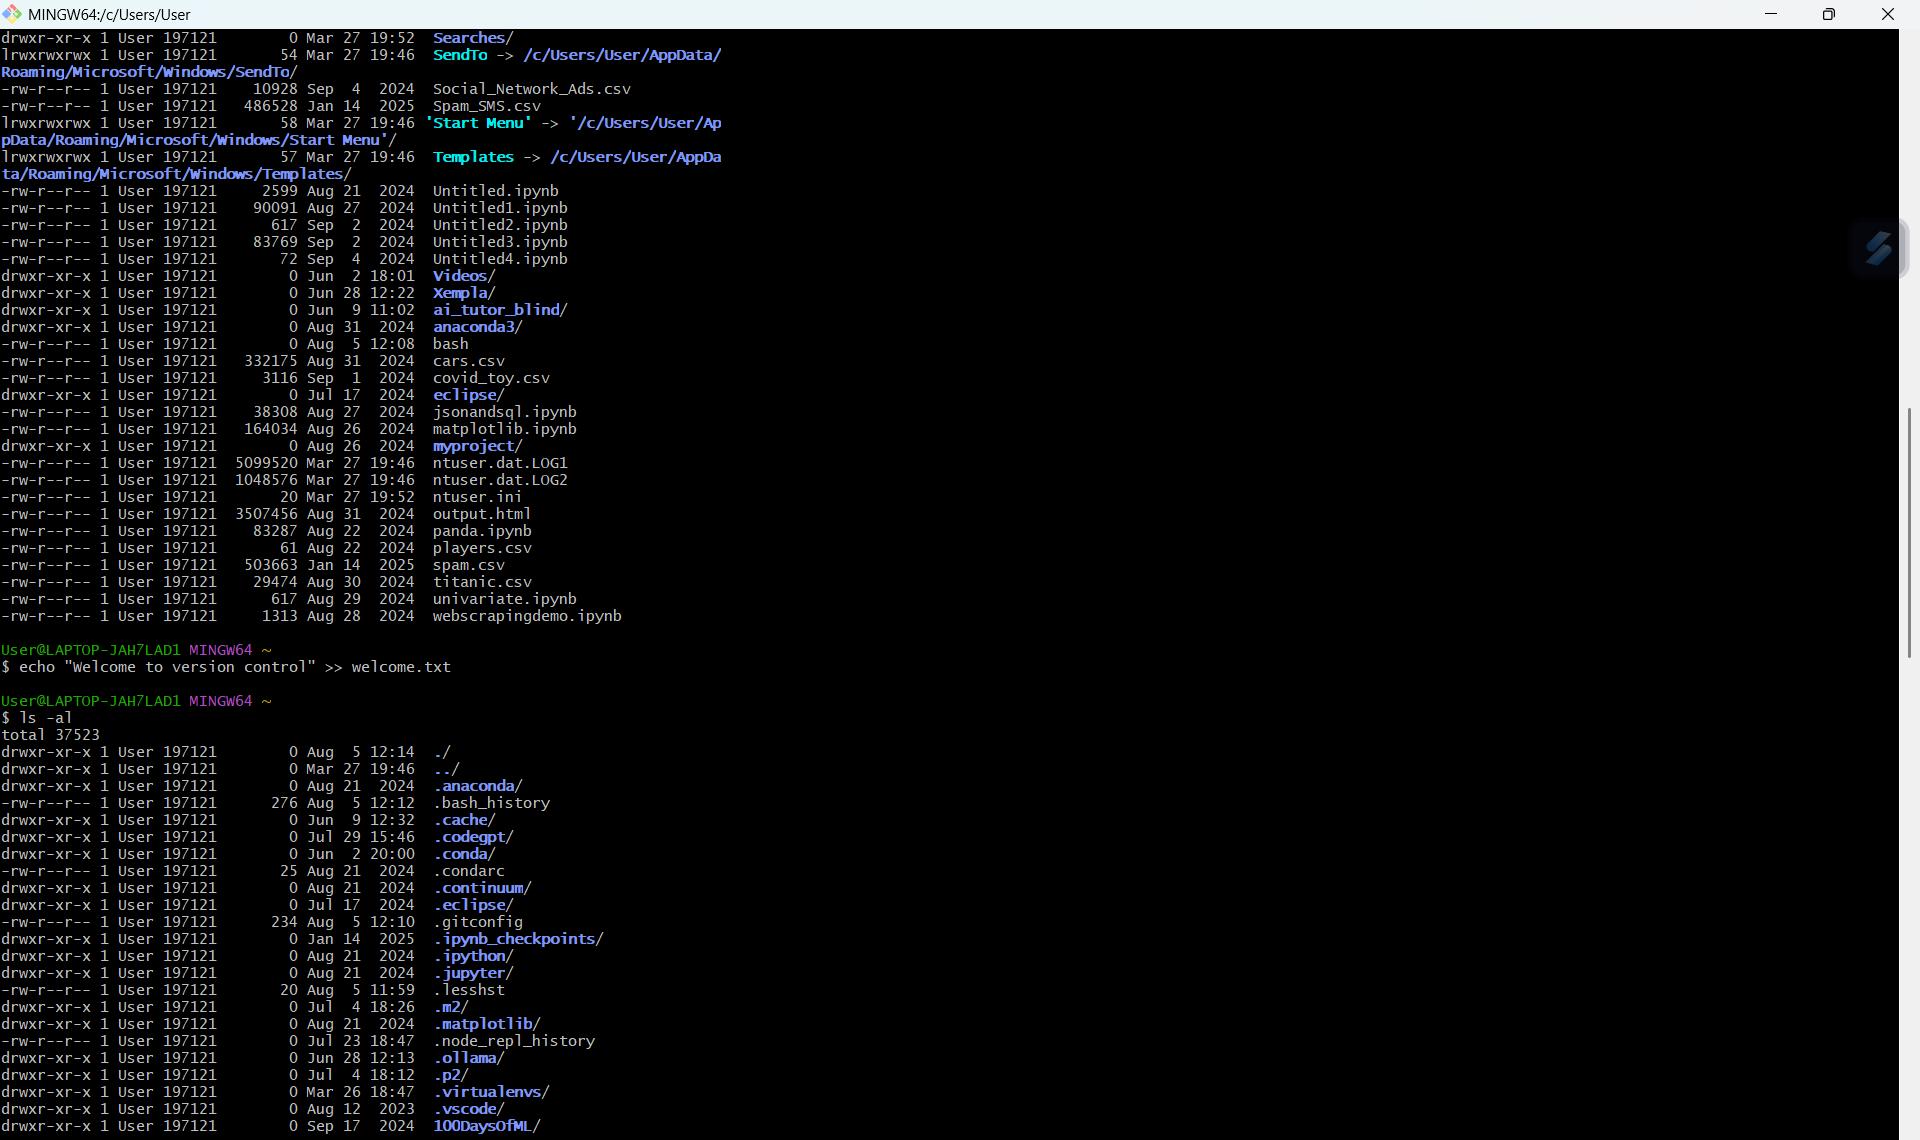 MINGW64:/c/Users/User
drwxr-xr-x 1 User 197121        0 Mar 27 19:52  Searches/
lrwxrwxrwx 1 User 197121       54 Mar 27 19:46  SendTo -> /c/Users/User/AppData/
Roaming/Microsoft/Windows/SendTo/
-rw-r--r-- 1 User 197121    10928 Sep  4  2024  Social_Network_Ads.csv
-rw-r--r-- 1 User 197121   486528 Jan 14  2025  Spam_SMS.csv
lrwxrwxrwx 1 User 197121       58 Mar 27 19:46 'Start Menu' -> '/c/Users/User/Ap
pData/Roaming/Microsoft/Windows/Start Menu'/
lrwxrwxrwx 1 User 197121       57 Mar 27 19:46  Templates -> /c/Users/User/AppDa
ta/Roaming/Microsoft/Windows/Templates/
-rw-r--r-- 1 User 197121     2599 Aug 21  2024  Untitled.ipynb
-rw-r--r-- 1 User 197121    90091 Aug 27  2024  Untitled1.ipynb
-rw-r--r-- 1 User 197121      617 Sep  2  2024  Untitled2.ipynb
-rw-r--r-- 1 User 197121    83769 Sep  2  2024  Untitled3.ipynb
-rw-r--r-- 1 User 197121       72 Sep  4  2024  Untitled4.ipynb
drwxr-xr-x 1 User 197121        0 Jun  2 18:01  Videos/
drwxr-xr-x 1 User 197121        0 Jun 28 12:22  Xempla/
drwxr-xr-x 1 User 197121        0 Jun  9 11:02  ai_tutor_blind/
drwxr-xr-x 1 User 197121        0 Aug 31  2024  anaconda3/
-rw-r--r-- 1 User 197121        0 Aug  5 12:08  bash
-rw-r--r-- 1 User 197121   332175 Aug 31  2024  cars.csv
-rw-r--r-- 1 User 197121     3116 Sep  1  2024  covid_toy.csv
drwxr-xr-x 1 User 197121        0 Jul 17  2024  eclipse/
-rw-r--r-- 1 User 197121    38308 Aug 27  2024  jsonandsql.ipynb
-rw-r--r-- 1 User 197121   164034 Aug 26  2024  matplotlib.ipynb
drwxr-xr-x 1 User 197121        0 Aug 26  2024  myproject/
-rw-r--r-- 1 User 197121  5099520 Mar 27 19:46  ntuser.dat.LOG1
-rw-r--r-- 1 User 197121  1048576 Mar 27 19:46  ntuser.dat.LOG2
-rw-r--r-- 1 User 197121       20 Mar 27 19:52  ntuser.ini
-rw-r--r-- 1 User 197121  3507456 Aug 31  2024  output.html
-rw-r--r-- 1 User 197121    83287 Aug 22  2024  panda.ipynb
-rw-r--r-- 1 User 197121       61 Aug 22  2024  players.csv
-rw-r--r-- 1 User 197121   503663 Jan 14  2025  spam.csv
-rw-r--r-- 1 User 197121    29474 Aug 30  2024  titanic.csv
-rw-r--r-- 1 User 197121      617 Aug 29  2024  univariate.ipynb
-rw-r--r-- 1 User 197121     1313 Aug 28  2024  webscrapingdemo.ipynb
User@LAPTOP-JAH7LAD1 MINGW64 ~
$ echo "Welcome to version control" >> welcome.txt
User@LAPTOP-JAH7LAD1 MINGW64 ~
$ ls -al
total 37523
drwxr-xr-x 1 User 197121        0 Aug  5 12:14  ./
drwxr-xr-x 1 User 197121        0 Mar 27 19:46  ../
drwxr-xr-x 1 User 197121        0 Aug 21  2024  .anaconda/
-rw-r--r-- 1 User 197121      276 Aug  5 12:12  .bash_history
drwxr-xr-x 1 User 197121        0 Jun  9 12:32  .cache/
drwxr-xr-x 1 User 197121        0 Jul 29 15:46  .codegpt/
drwxr-xr-x 1 User 197121        0 Jun  2 20:00  .conda/
-rw-r--r-- 1 User 197121       25 Aug 21  2024  .condarc
drwxr-xr-x 1 User 197121        0 Aug 21  2024  .continuum/
drwxr-xr-x 1 User 197121        0 Jul 17  2024  .eclipse/
-rw-r--r-- 1 User 197121      234 Aug  5 12:10  .gitconfig
drwxr-xr-x 1 User 197121        0 Jan 14  2025  .ipynb_checkpoints/
drwxr-xr-x 1 User 197121        0 Aug 21  2024  .ipython/
drwxr-xr-x 1 User 197121        0 Aug 21  2024  .jupyter/
-rw-r--r-- 1 User 197121       20 Aug  5 11:59  .lesshst
drwxr-xr-x 1 User 197121        0 Jul  4 18:26  .m2/
drwxr-xr-x 1 User 197121        0 Aug 21  2024  .matplotlib/
-rw-r--r-- 1 User 197121        0 Jul 23 18:47  .node_repl_history
drwxr-xr-x 1 User 197121        0 Jun 28 12:13  .ollama/
drwxr-xr-x 1 User 197121        0 Jul  4 18:12  .p2/
drwxr-xr-x 1 User 197121        0 Mar 26 18:47  .virtualenvs/
drwxr-xr-x 1 User 197121        0 Aug 12  2023  .vscode/
drwxr-xr-x 1 User 197121        0 Sep 17  2024  100DaysOfML/